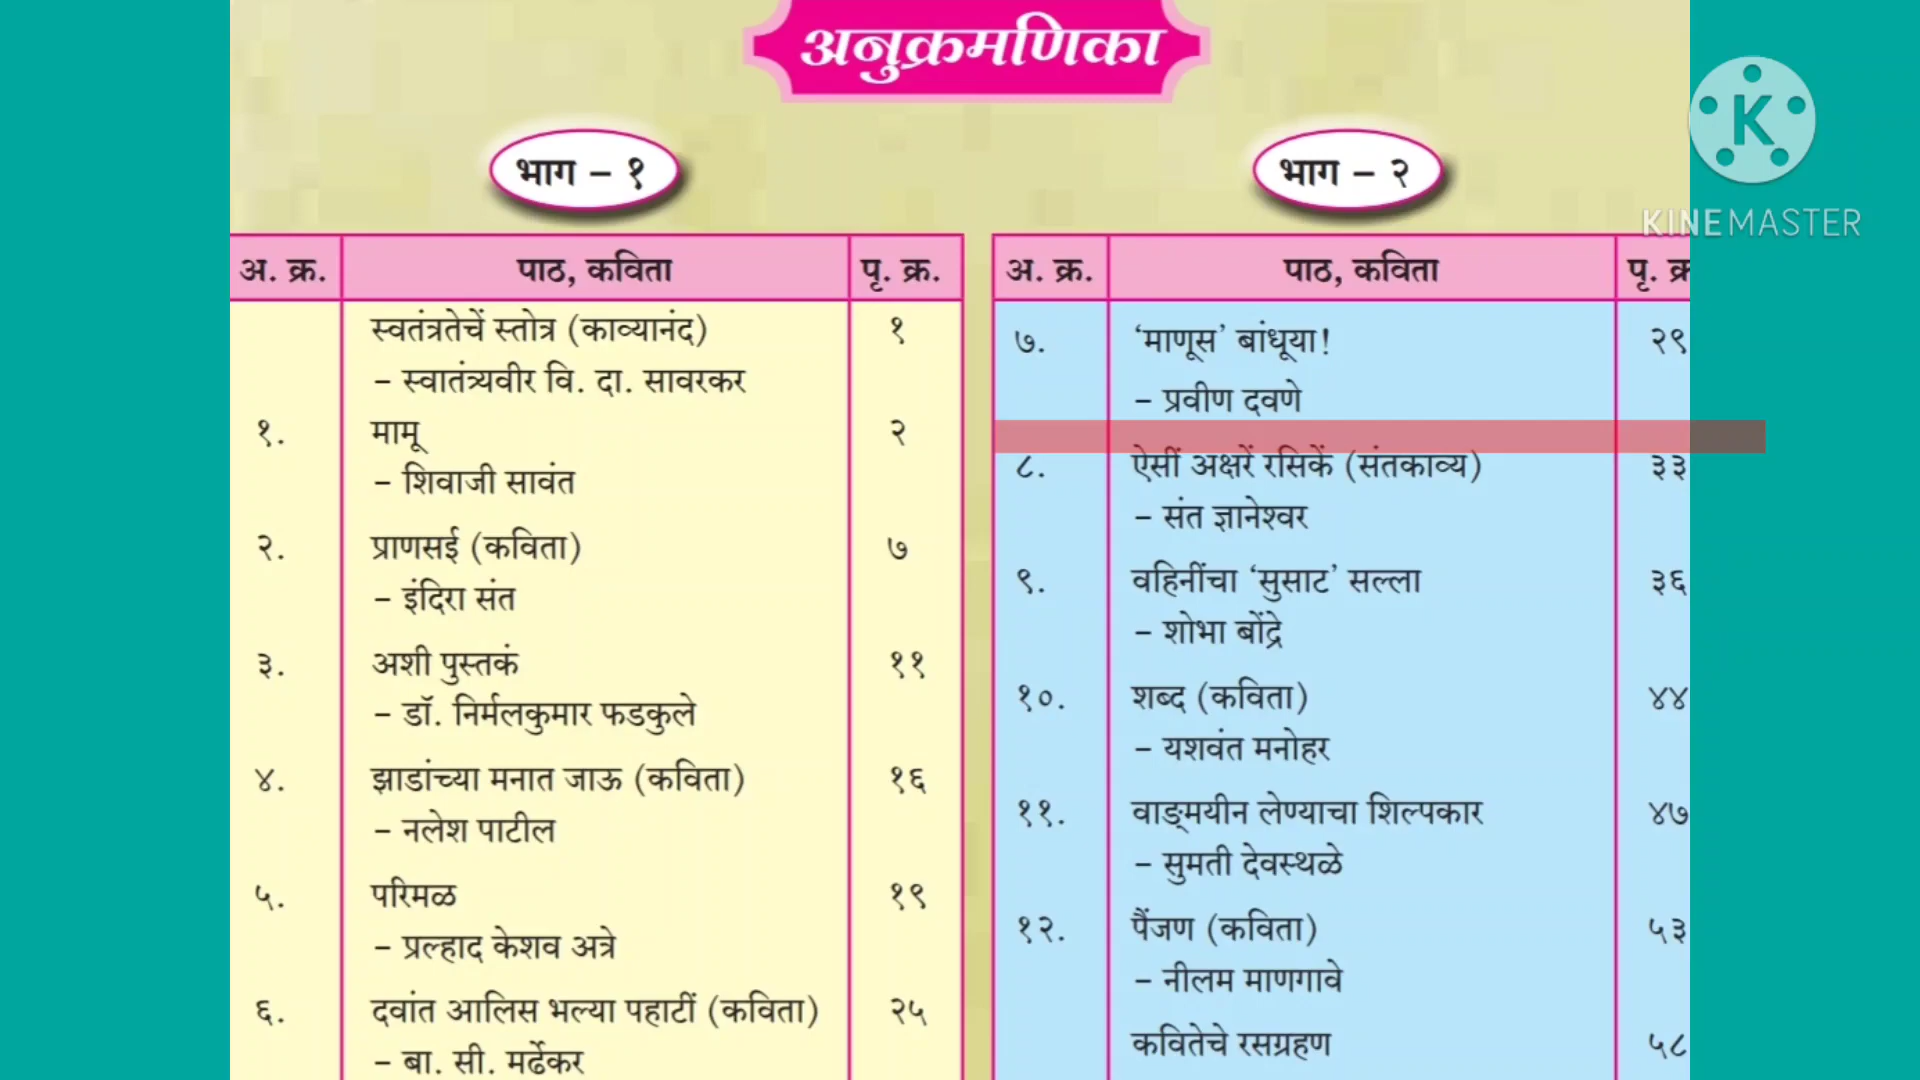 अनुक्रमणिका
भाग – १
अ. क्र. पाठ, कविता पृ. क्र.
स्वतंत्रतेचें स्तोत्र (काव्यानंद) १
– स्वातंत्र्यवीर वि. दा. सावरकर
१. मामू २
– शिवाजी सावंत
२. प्राणसई (कविता) ७
– इंदिरा संत
३. अशी पुस्तकं ११
– डॉ. निर्मलकुमार फडकुले
४. झाडांच्या मनात जाऊ (कविता) १६
– नलेश पाटील
५. परिमळ १९
– प्रल्हाद केशव अत्रे
६. दवांत आलिस भल्या पहाटीं (कविता) २५
– बा. सी. मर्ढेकर
भाग – २
अ. क्र. पाठ, कविता पृ. क्र
७. ‘माणूस’ बांधूया! २९
– प्रवीण दवणे
८. ऐसीं अक्षरें रसिकें (संतकाव्य) ३३
– संत ज्ञानेश्वर
९. वहिनींचा ‘सुसाट’ सल्ला ३६
– शोभा बोंद्रे
१०. शब्द (कविता) ४४
– यशवंत मनोहर
११. वाङ्मयीन लेण्याचा शिल्पकार ४७
– सुमती देवस्थळे
१२. पैंजण (कविता) ५३
– नीलम माणगावे
कवितेचे रसग्रहण ५८
K
KINEMASTER